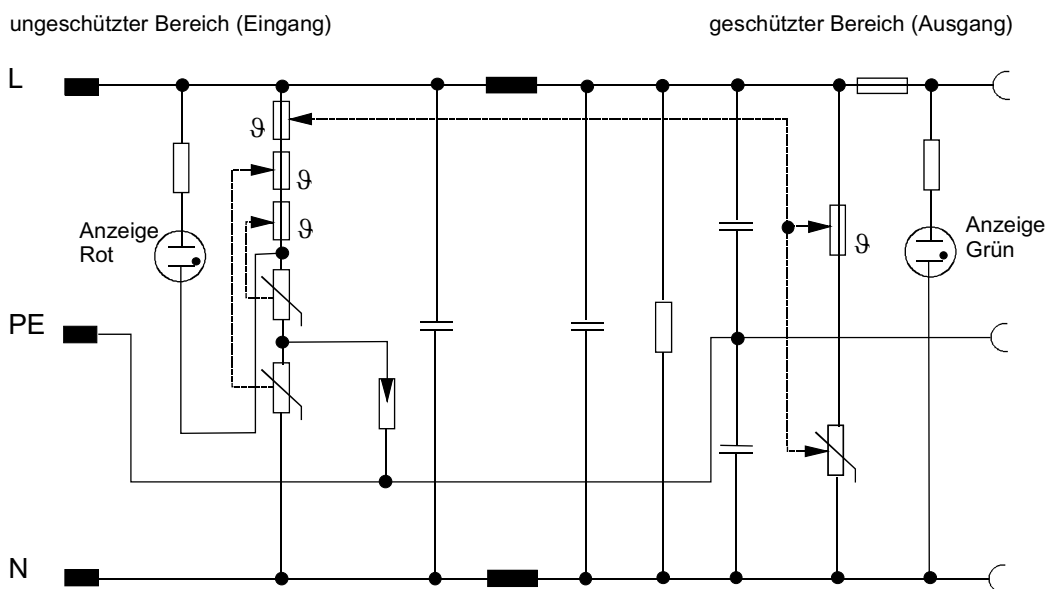 ungeschützter Bereich (Eingang)
geschützter Bereich (Ausgang)
L
ϑ
ϑ
ϑ
Anzeige
Rot
ϑ
Anzeige
Grün
PE
N